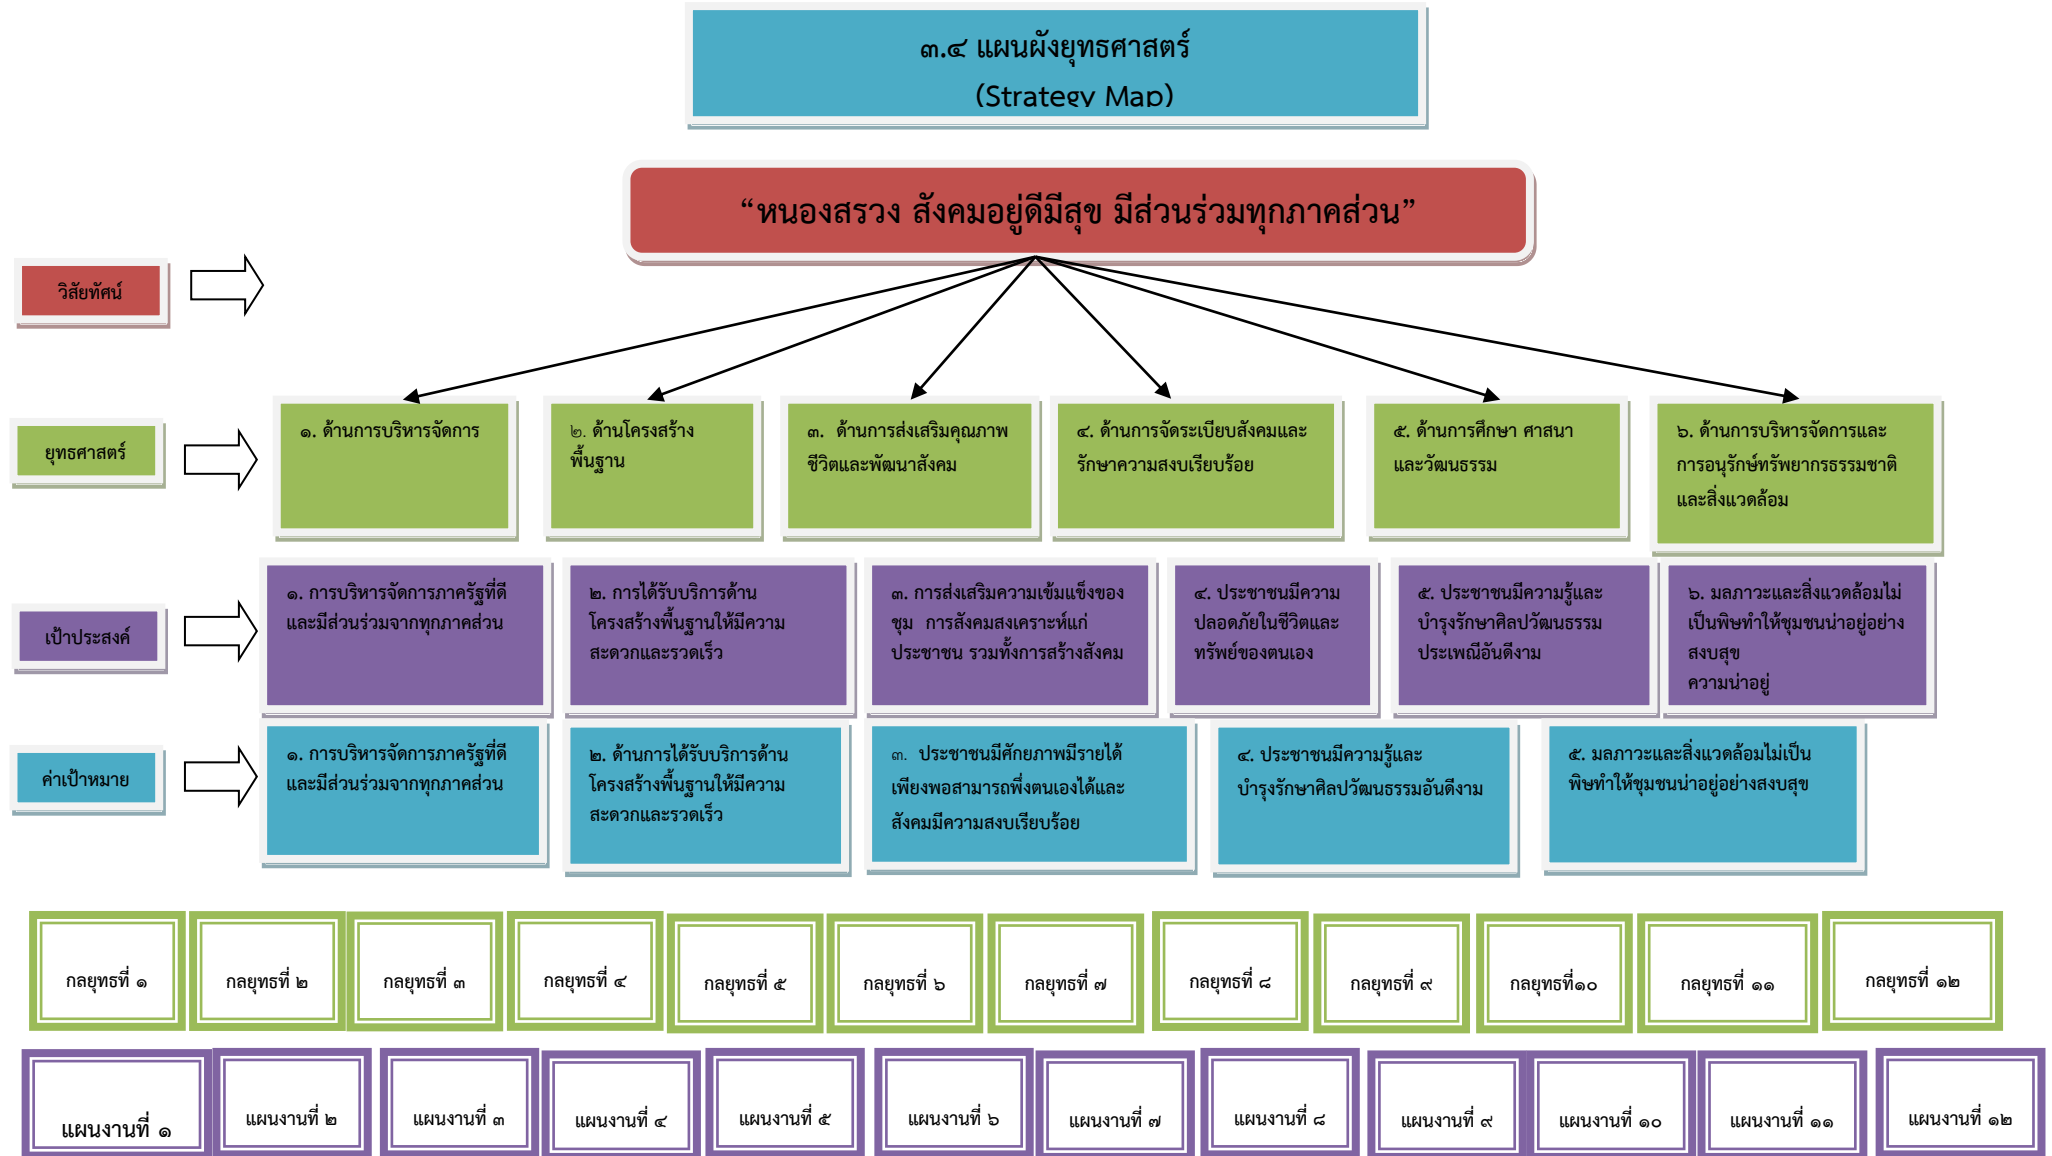 ๓.๔ แผนผังยุทธศาสตร์
(Strategy Map)
“หนองสรวง สังคมอยู่ดีมีสุข มีส่วนร่วมทุกภาคส่วน”
วิสัยทัศน์
ยุทธศาสตร์
๑. ด้านการบริหารจัดการ
๒. ด้านโครงสร้าง
พื้นฐาน
๓. ด้านการส่งเสริมคุณภาพ
ชีวิตและพัฒนาสังคม
๔. ด้านการจัดระเบียบสังคมและ
รักษาความสงบเรียบร้อย
๕. ด้านการศึกษา ศาสนา
และวัฒนธรรม
๖. ด้านการบริหารจัดการและ
การอนุรักษ์ทรัพยากรธรรมชาติ
และสิ่งแวดล้อม
เป้าประสงค์
๑. การบริหารจัดการภาครัฐที่ดี
และมีส่วนร่วมจากทุกภาคส่วน
๒. การได้รับบริการด้าน
โครงสร้างพื้นฐานให้มีความ
สะดวกและรวดเร็ว
๓. การส่งเสริมความเข้มแข็งของ
ชุม การสังคมสงเคราะห์แก่
ประชาชน รวมทั้งการสร้างสังคม
๔. ประชาชนมีความ
ปลอดภัยในชีวิตและ
ทรัพย์ของตนเอง
๕. ประชาชนมีความรู้และ
บำรุงรักษาศิลปวัฒนธรรม
ประเพณีอันดีงาม
๖. มลภาวะและสิ่งแวดล้อมไม่
เป็นพิษทำให้ชุมชนน่าอยู่อย่าง
สงบสุข
ความน่าอยู่
ค่าเป้าหมาย
๑. การบริหารจัดการภาครัฐที่ดี
และมีส่วนร่วมจากทุกภาคส่วน
๒. ด้านการได้รับบริการด้าน
โครงสร้างพื้นฐานให้มีความ
สะดวกและรวดเร็ว
๓. ประชาชนมีศักยภาพมีรายได้
เพียงพอสามารถพึ่งตนเองได้และ
สังคมมีความสงบเรียบร้อย
๔. ประชาชนมีความรู้และ
บำรุงรักษาศิลปวัฒนธรรมอันดีงาม
๕. มลภาวะและสิ่งแวดล้อมไม่เป็น
พิษทำให้ชุมชนน่าอยู่อย่างสงบสุข
กลยุทธที่ ๑
กลยุทธที่ ๒
กลยุทธที่ ๓
กลยุทธที่ ๔
กลยุทธที่ ๕
กลยุทธที่ ๖
กลยุทธที่ ๗
กลยุทธที่ ๘
กลยุทธที่ ๙
กลยุทธที่๑๐
กลยุทธที่ ๑๑
กลยุทธที่ ๑๒
แผนงานที่ ๑
แผนงานที่ ๒
แผนงานที่ ๓
แผนงานที่ ๔
แผนงานที่ ๕
แผนงานที่ ๖
แผนงานที่ ๗
แผนงานที่ ๘
แผนงานที่ ๙
แผนงานที่ ๑๐
แผนงานที่ ๑๑
แผนงานที่ ๑๒